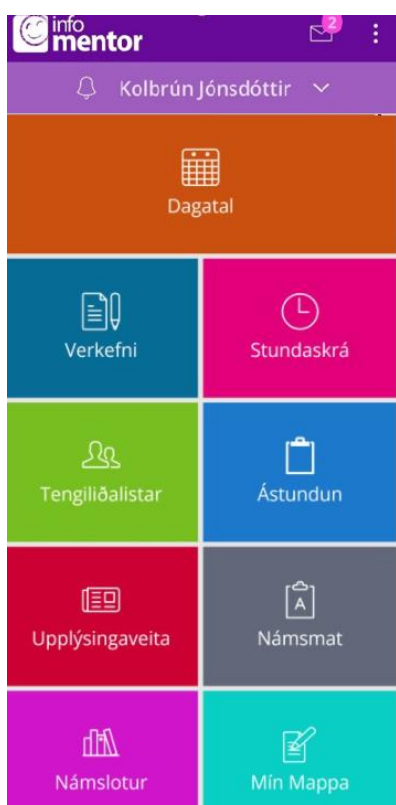 info
mentor
2
Kolbrún Jónsdóttir
Dagatal
Verkefni
Stundaskrá
Tengiliðalistar
Ástundun
Upplýsingaveita
A
Námsmat
Námslotur
Mín Mappa